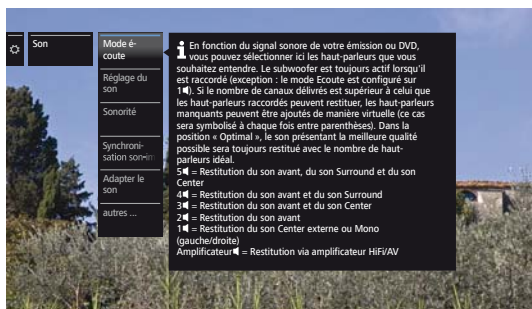 Son
Mode é-
coute
Réglage du
son
Sonorité
Synchroni-
sation son-im
Adapter le
son
autres ...
En fonction du signal sonore de votre émission ou DVD,
vous pouvez sélectionner ici les haut-parleurs que vous
souhaitez entendre. Le subwoofer est toujours actif lorsqu'il
est raccordé (exception : le mode Ecoute est configuré sur
1◀). Si le nombre de canaux délivrés est supérieur à celui que
les haut-parleurs raccordés peuvent restituer, les haut-parleurs
manquants peuvent être ajoutés de manière virtuelle (ce cas
sera symbolisé à chaque fois entre parenthèses). Dans la
position « Optimal », le son présentant la meilleure qualité
possible sera toujours restitué avec le nombre de haut-
parleurs idéal.
5◀ = Restitution du son avant, du son Surround et du son
Center
4◀ = Restitution du son avant et du son Surround
3◀ = Restitution du son avant et du son Center
2◀ = Restitution du son avant
1◀ = Restitution du son Center externe ou Mono
(gauche/droite)
Amplificateur◀ = Restitution via amplificateur HiFi/AV